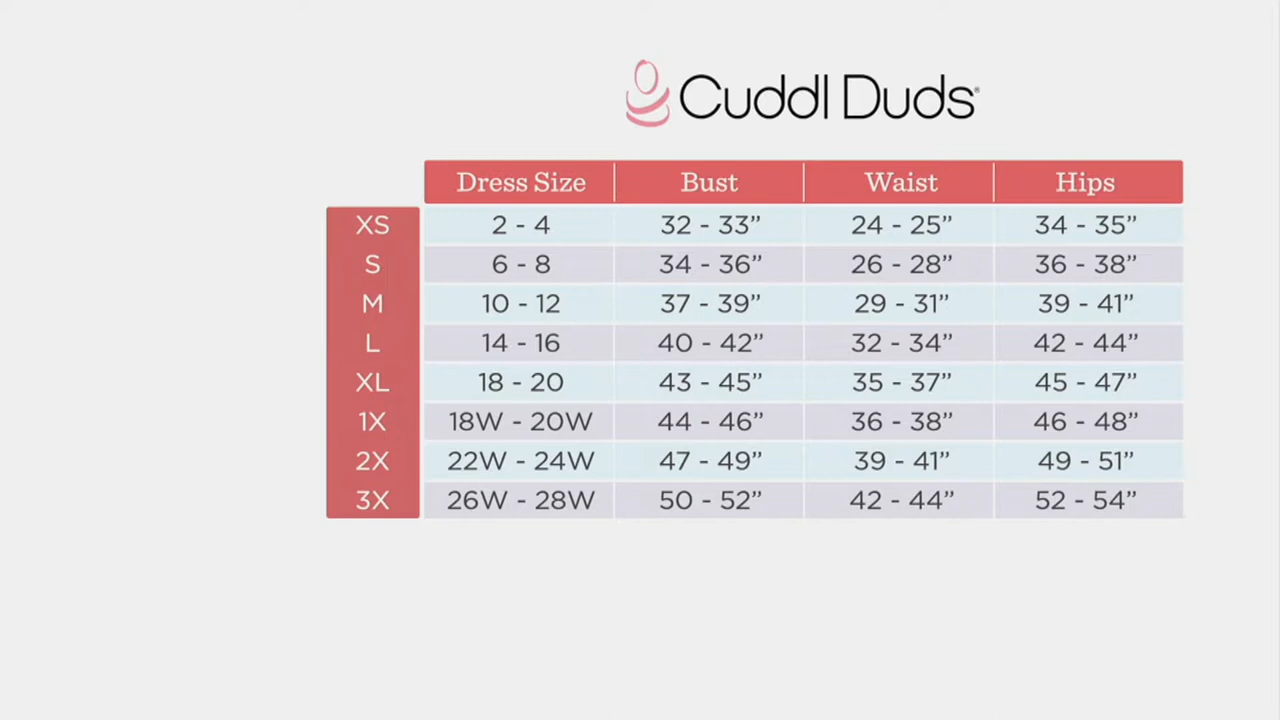 Cuddl Duds®
Dress Size Bust Waist Hips
XS 2 - 4 32 - 33” 24 - 25” 34 - 35”
S 6 - 8 34 - 36” 26 - 28” 36 - 38”
M 10 - 12 37 - 39” 29 - 31” 39 - 41”
L 14 - 16 40 - 42” 32 - 34” 42 - 44”
XL 18 - 20 43 - 45” 35 - 37” 45 - 47”
1X 18W - 20W 44 - 46” 36 - 38” 46 - 48”
2X 22W - 24W 47 - 49” 39 - 41” 49 - 51”
3X 26W - 28W 50 - 52” 42 - 44” 52 - 54”